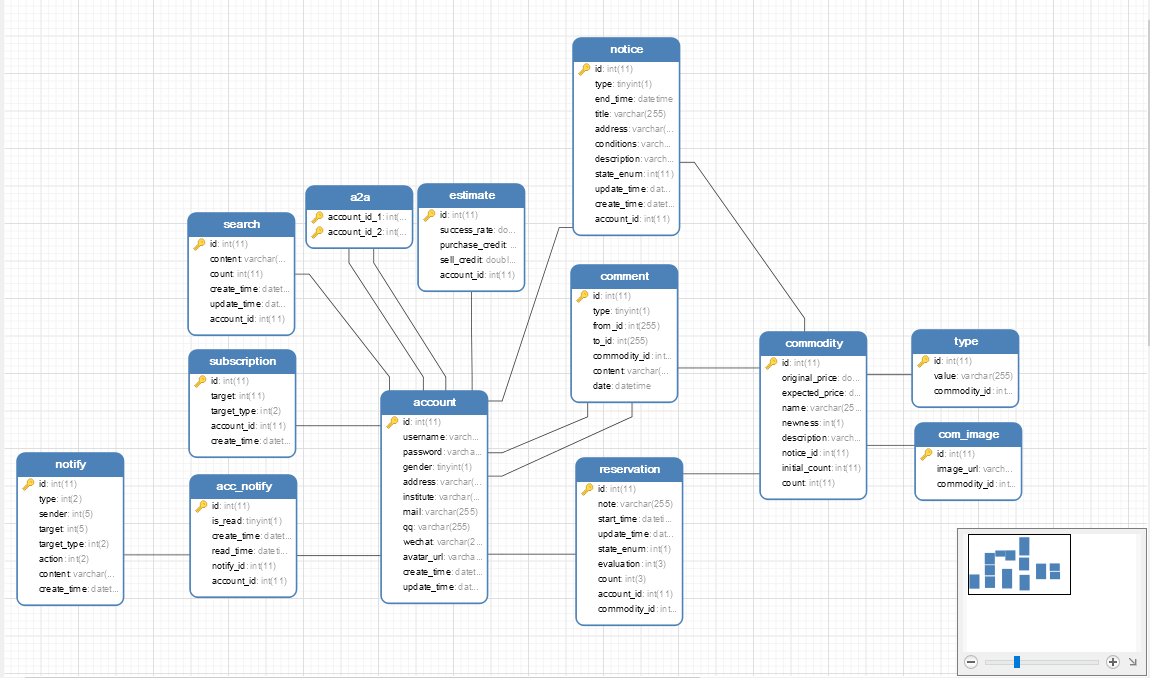 notice
id: int(11)
type: tinyint(1)
end_time: datetime
title: varchar(255)
address: varchar(...
conditions: varch...
description: varch...
state_enum: int(11)
update_time: dat...
create_time: datet...
account_id: int(11)
a2a
account_id_1: int(...
account_id_2: int(...
estimate
id: int(11)
success_rate: do...
purchase_credit: ...
sell_credit: doubl...
account_id: int(11)
search
id: int(11)
content: varchar(...
count: int(11)
create_time: datet...
update_time: dat...
account_id: int(11)
comment
id: int(11)
type: tinyint(1)
from_id: int(255)
to_id: int(255)
commodity_id: int...
content: varchar(...
date: datetime
commodity
id: int(11)
original_price: do...
expected_price: d...
name: varchar(25...
newness: int(1)
description: varch...
notice_id: int(11)
initial_count: int(11)
count: int(11)
type
id: int(11)
value: varchar(255)
commodity_id: int...
subscription
id: int(11)
target: int(11)
target_type: int(2)
account_id: int(11)
create_time: datet...
account
id: int(11)
username: varch...
password: varcha...
gender: tinyint(1)
address: varchar(...
institute: varchar(...
mail: varchar(255)
qq: varchar(255)
wechat: varchar(2...
avatar_url: varcha...
create_time: datet...
update_time: dat...
com_image
id: int(11)
image_url: varch...
commodity_id: int...
notify
id: int(11)
type: int(2)
sender: int(5)
target: int(5)
target_type: int(2)
action: int(2)
content: varchar(...
create_time: datet...
acc_notify
id: int(11)
is_read: tinyint(1)
create_time: datet...
read_time: dateti...
notify_id: int(11)
account_id: int(11)
reservation
id: int(11)
note: varchar(255)
start_time: dateti...
update_time: dat...
state_enum: int(1)
evaluation: int(3)
count: int(3)
account_id: int(11)
commodity_id: int...